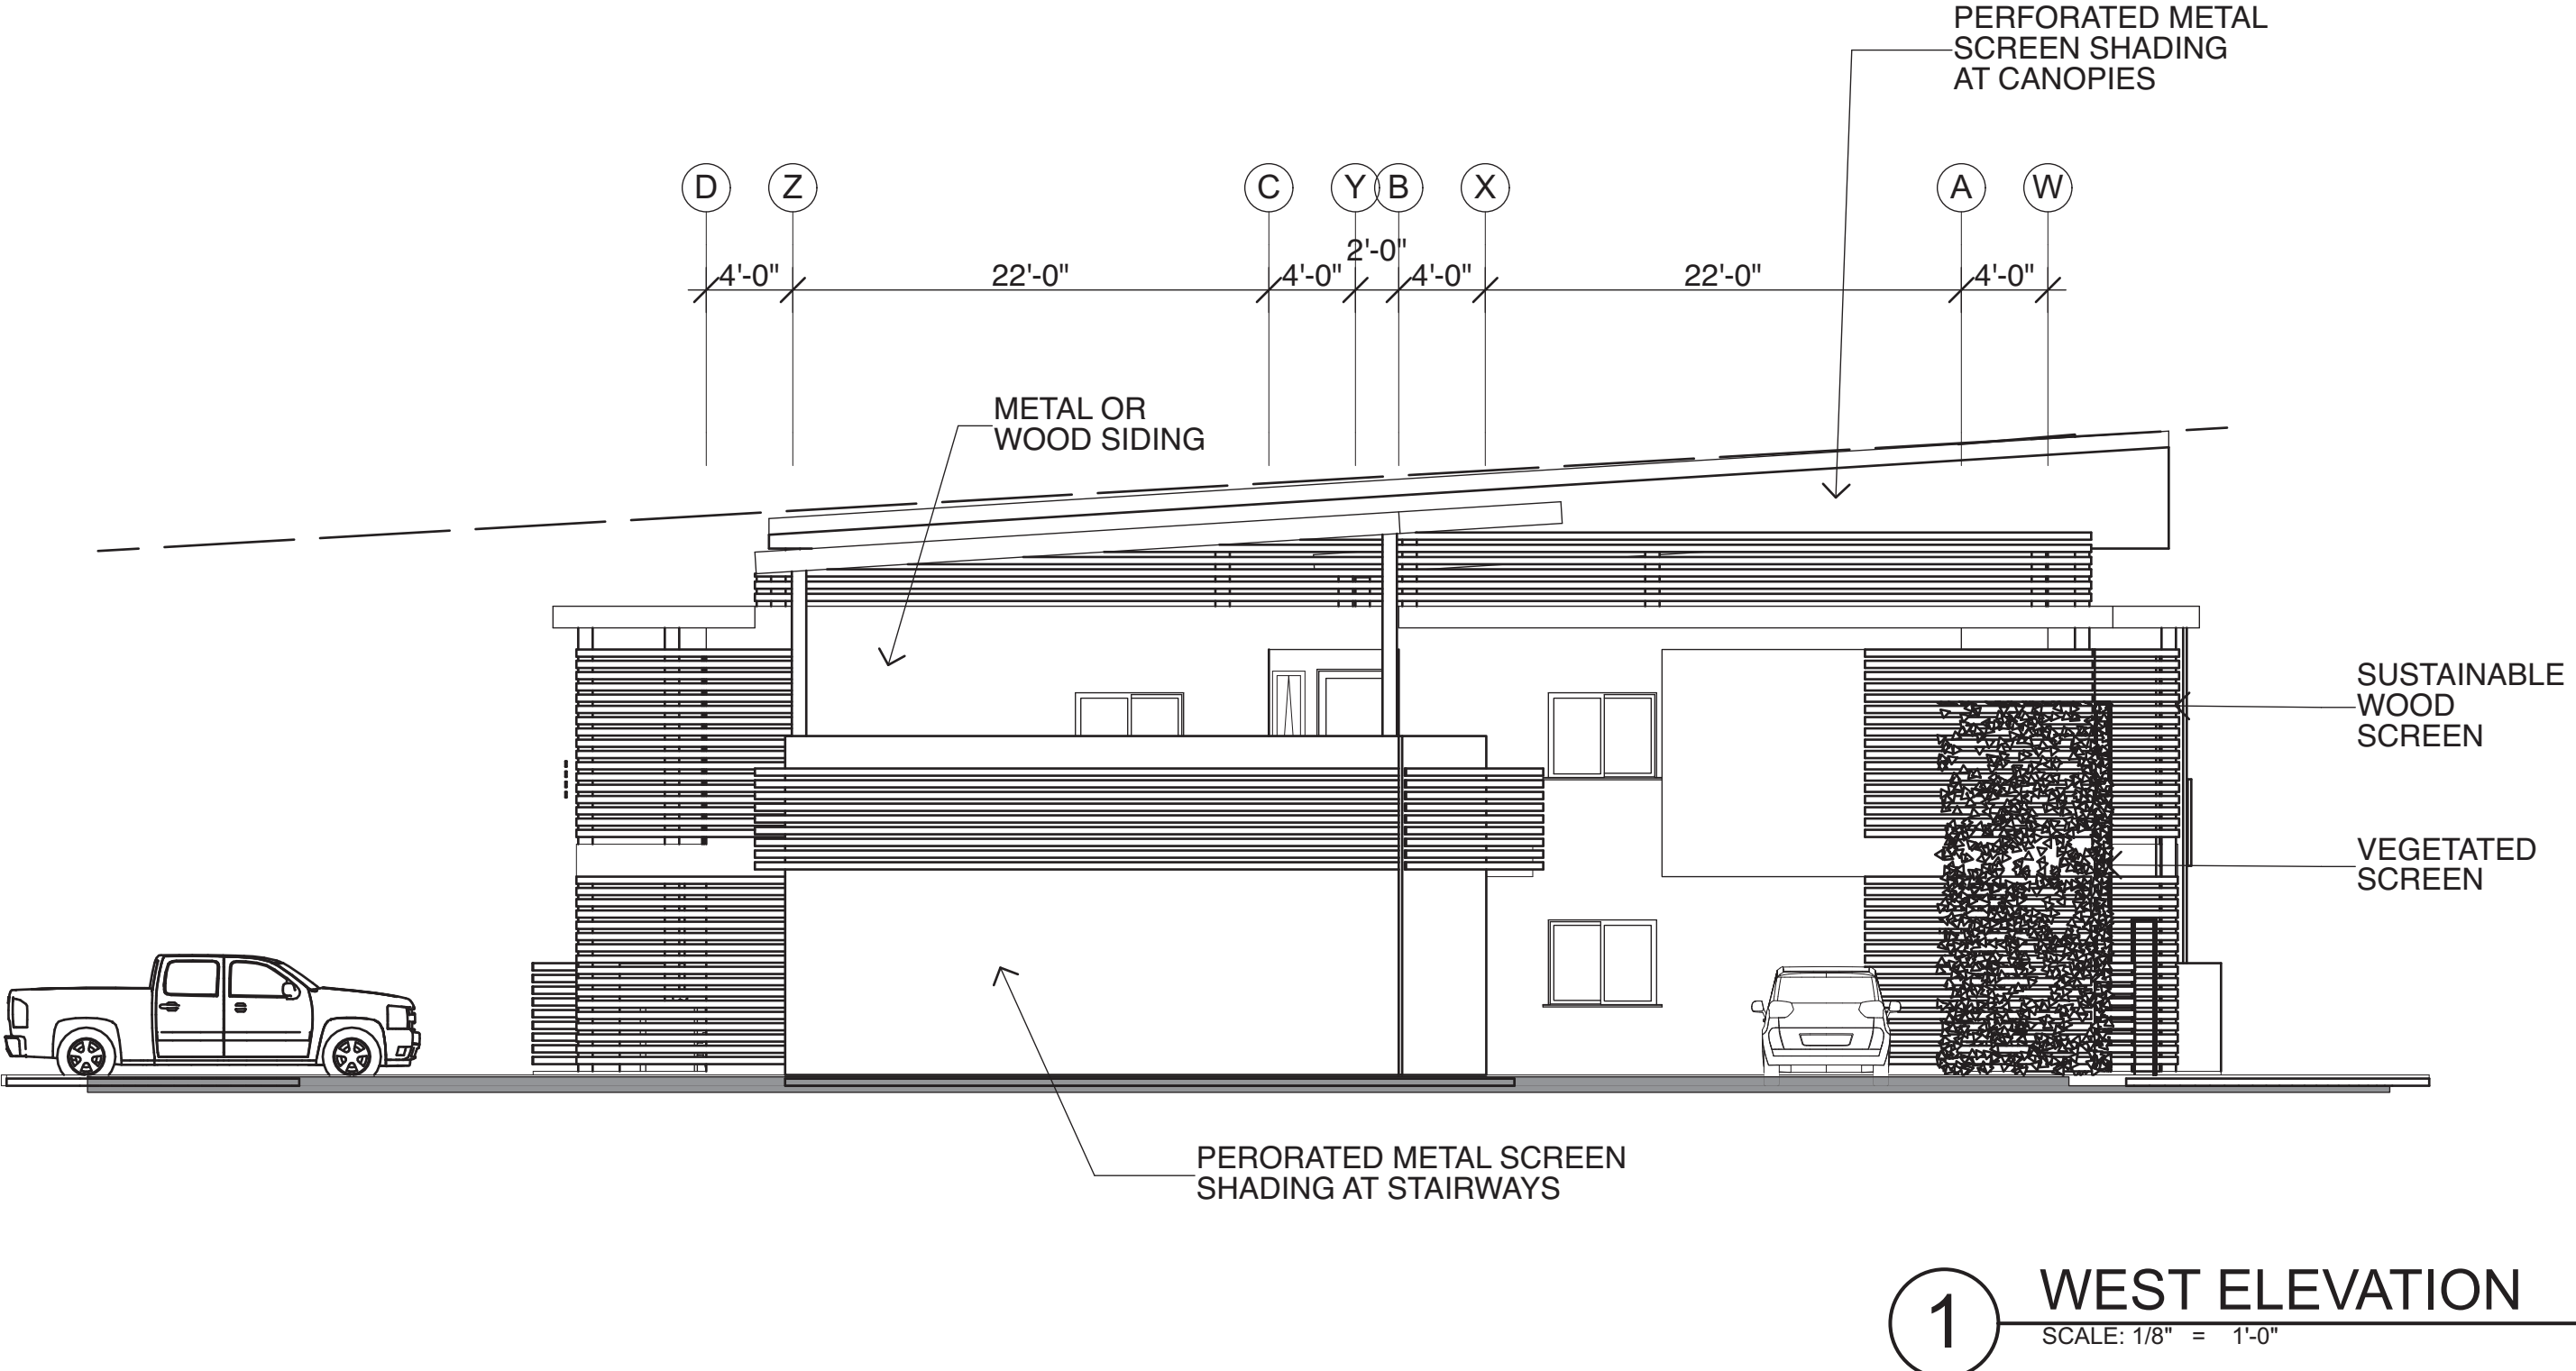 PERFORATED METAL
SCREEN SHADING
AT CANOPIES
D Z C Y B X A W
2'-0"
4'-0" 22'-0" 4'-0" 4'-0" 22'-0" 4'-0"
METAL OR
WOOD SIDING
SUSTAINABLE
WOOD
SCREEN
VEGETATED
SCREEN
PERORATED METAL SCREEN
SHADING AT STAIRWAYS
1 WEST ELEVATION
SCALE: 1/8" = 1'-0"